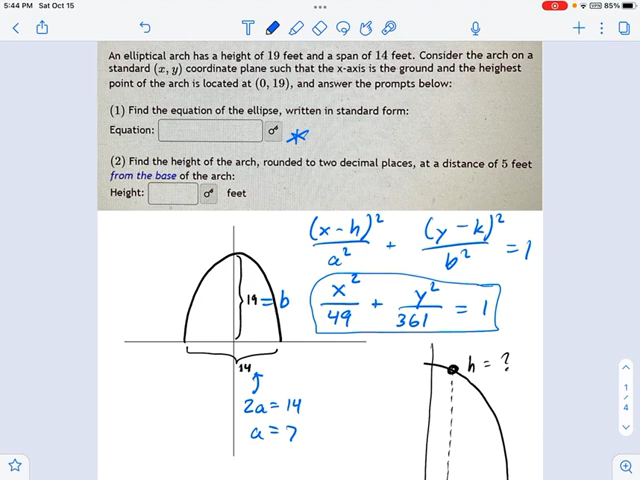 5:44 PM Sat Oct 15
85%
An elliptical arch has a height of 19 feet and a span of 14 feet. Consider the arch on a
standard (x, y) coordinate plane such that the x-axis is the ground and the heighest
point of the arch is located at (0, 19), and answer the prompts below:
(1) Find the equation of the ellipse, written in standard form:
Equation:
(2) Find the height of the arch, rounded to two decimal places, at a distance of 5 feet
from the base of the arch:
Height: feet
(x-h)²/a² + (y-k)²/b² = 1
19 = b
x²/49 + y²/361 = 1
14
2a = 14
a = 7
h = ?
1
/
4